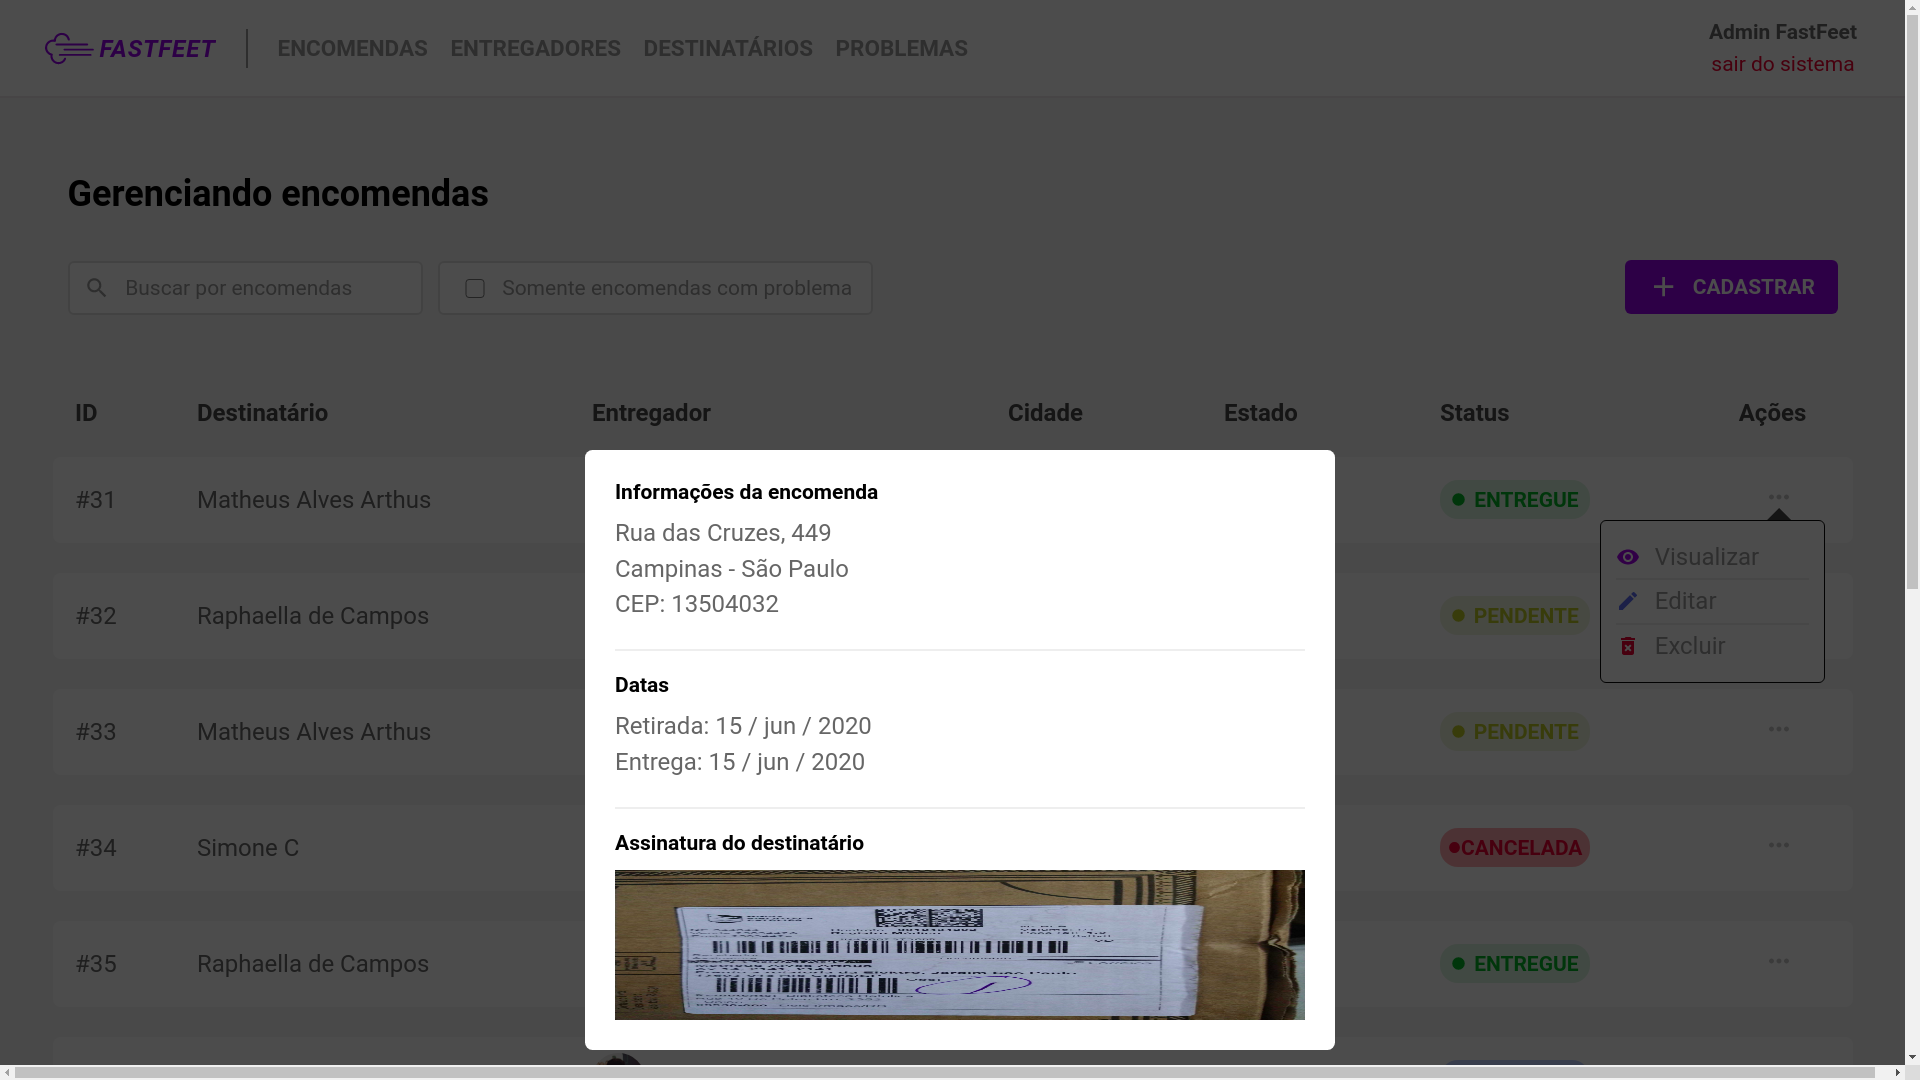 FASTFEET
ENCOMENDAS ENTREGADORES DESTINATÁRIOS PROBLEMAS
Admin FastFeet
sair do sistema
Gerenciando encomendas
Buscar por encomendas
Somente encomendas com problema
CADASTRAR
ID Destinatário Entregador Cidade Estado Status Ações
#31 Matheus Alves Arthus ENTREGUE
#32 Raphaella de Campos PENDENTE
#33 Matheus Alves Arthus PENDENTE
#34 Simone C CANCELADA
#35 Raphaella de Campos ENTREGUE
Visualizar
Editar
Excluir
Informações da encomenda
Rua das Cruzes, 449
Campinas - São Paulo
CEP: 13504032
Datas
Retirada: 15 / jun / 2020
Entrega: 15 / jun / 2020
Assinatura do destinatário